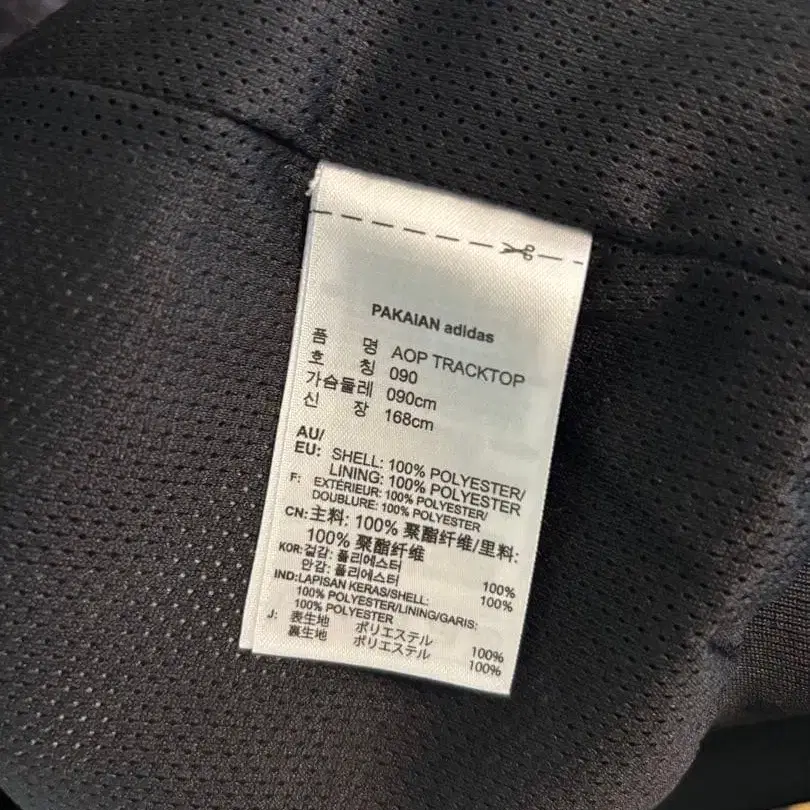 PAKAIAN adidas
품 명 AOP TRACKTOP
호 칭 090
가슴둘레 090cm
신 장 168cm
AU/
EU: SHELL: 100% POLYESTER/
LINING: 100% POLYESTER
F: EXTÉRIEUR: 100% POLYESTER/
DOUBLURE: 100% POLYESTER
CN: 主料: 100% 聚酯纤维/里料:
100% 聚酯纤维
KOR: 겉감: 폴리에스터 100%
안감: 폴리에스터 100%
IND: LAPISAN KERAS/SHELL:
100% POLYESTER/LINING/GARIS:
100% POLYESTER
J: 表生地 ポリエステル 100%
裏生地 ポリエステル 100%